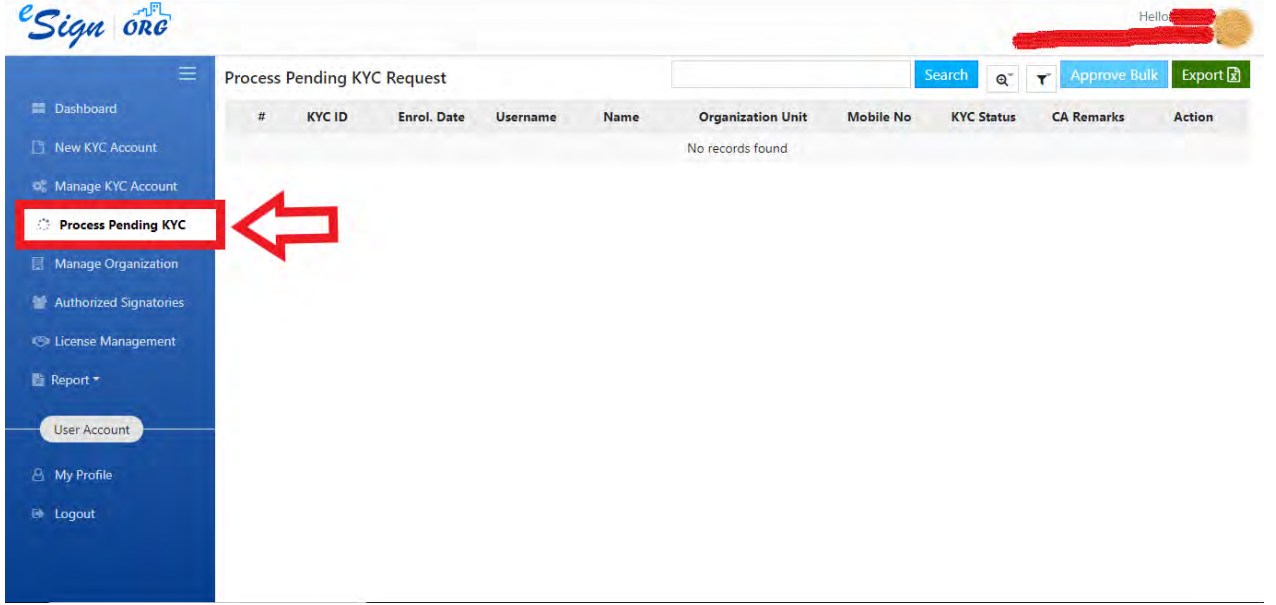 eSign ORG
Hello
Process Pending KYC Request
Search
Approve Bulk
Export
Dashboard
New KYC Account
Manage KYC Account
Process Pending KYC
Manage Organization
Authorized Signatories
License Management
Report
User Account
My Profile
Logout
# KYC ID Enrol. Date Username Name Organization Unit Mobile No KYC Status CA Remarks Action
No records found